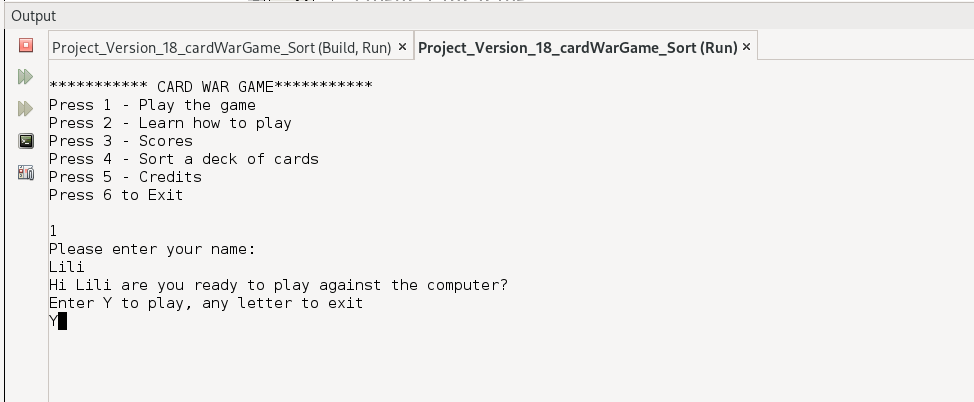 Output
Project_Version_18_cardWarGame_Sort (Build, Run) × Project_Version_18_cardWarGame_Sort (Run) ×
*********** CARD WAR GAME***********
Press 1 - Play the game
Press 2 - Learn how to play
Press 3 - Scores
Press 4 - Sort a deck of cards
Press 5 - Credits
Press 6 to Exit
1
Please enter your name:
Lili
Hi Lili are you ready to play against the computer?
Enter Y to play, any letter to exit
Y